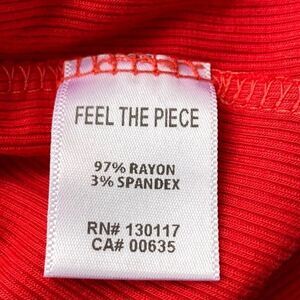 FEEL THE PIECE
97% RAYON
3% SPANDEX
RN# 130117
CA# 00635